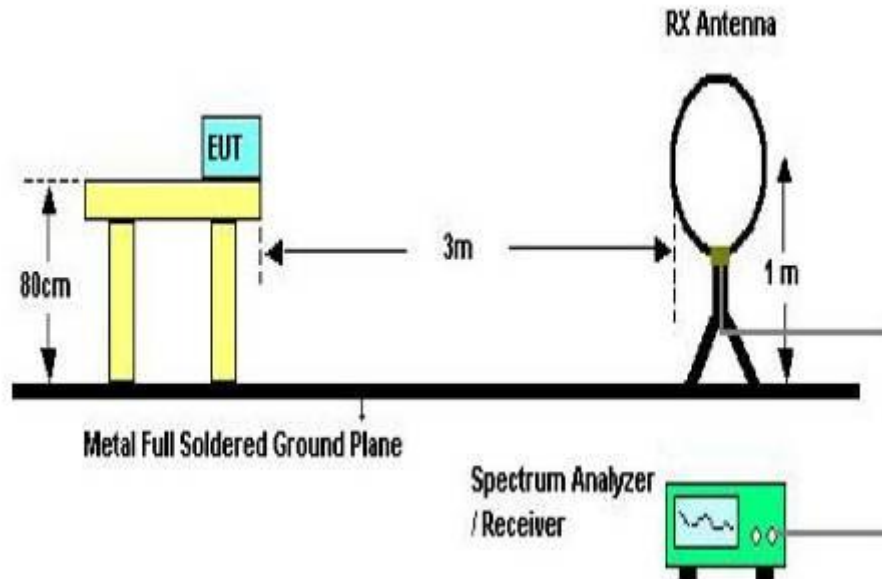 RX Antenna
EUT
3m
80cm
1 m
Metal Full Soldered Ground Plane
Spectrum Analyzer
/ Receiver